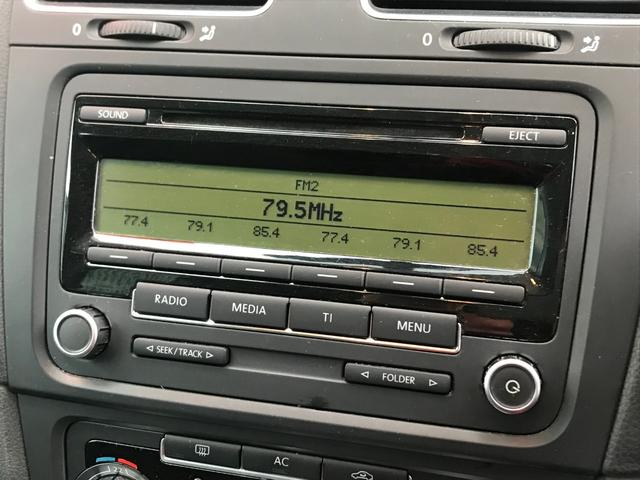 0
0
SOUND
EJECT
FM2
79.5MHz
77.4 79.1 85.4 77.4 79.1 85.4
RADIO MEDIA TI MENU
SEEK/TRACK
FOLDER
AC
22